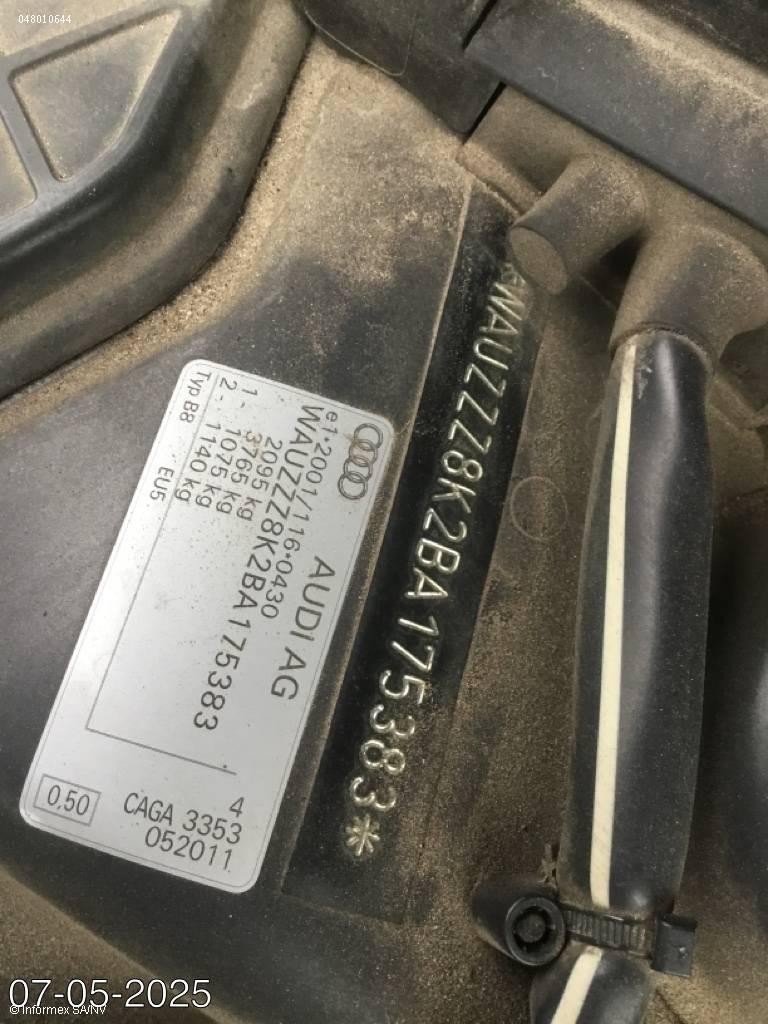 048010644
*WAUZZZ8K2BA175383*
AUDI AG
e1*2001/116*0430
WAUZZZ8K2BA175383
2095 kg
3765 kg
1- 1075 kg
2- 1140 kg
Typ B8 EU5
4
CAGA 3353
052011
0,50
07-05-2025
© Informex SA/NV